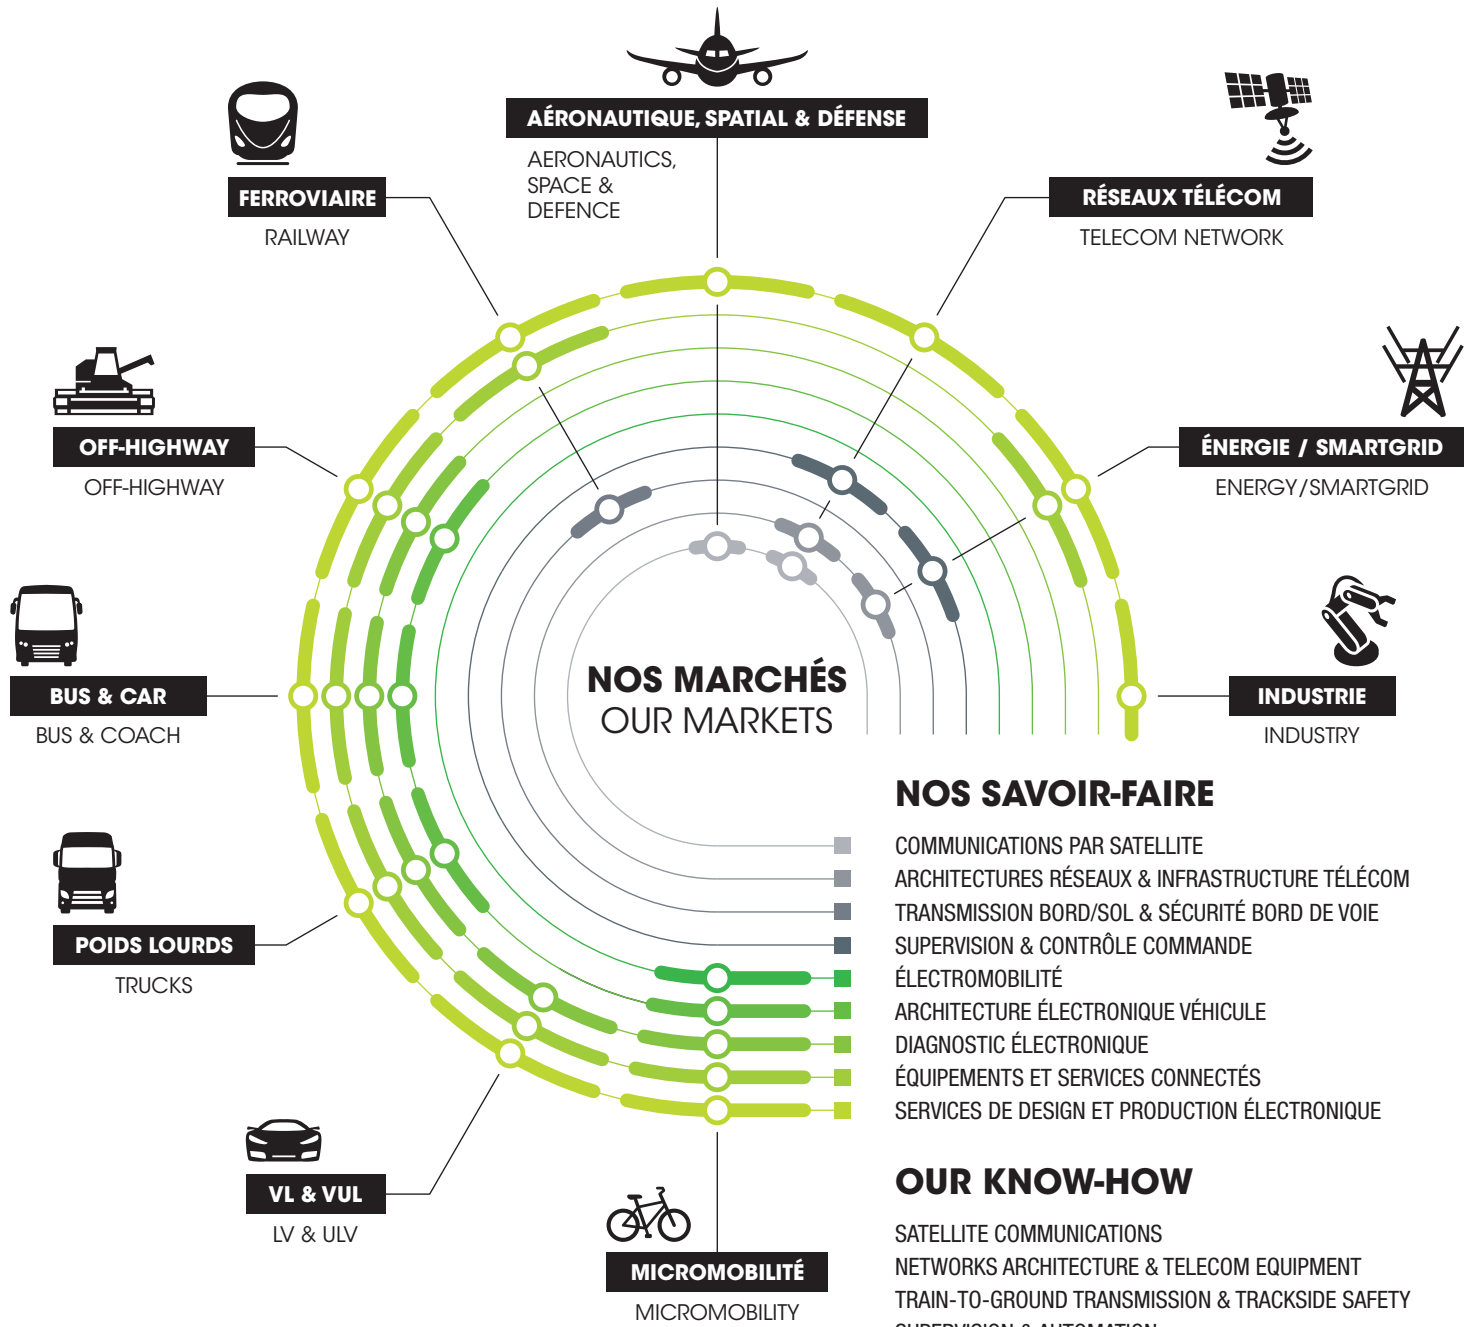 AÉRONAUTIQUE, SPATIAL & DÉFENSE
AERONAUTICS,
SPACE &
DEFENCE
FERROVIAIRE
RAILWAY
RÉSEAUX TÉLÉCOM
TELECOM NETWORK
OFF-HIGHWAY
OFF-HIGHWAY
ÉNERGIE / SMARTGRID
ENERGY/SMARTGRID
BUS & CAR
BUS & COACH
NOS MARCHÉS
OUR MARKETS
INDUSTRIE
INDUSTRY
POIDS LOURDS
TRUCKS
VL & VUL
LV & ULV
MICROMOBILITÉ
MICROMOBILITY
NOS SAVOIR-FAIRE
COMMUNICATIONS PAR SATELLITE
ARCHITECTURES RÉSEAUX & INFRASTRUCTURE TÉLÉCOM
TRANSMISSION BORD/SOL & SÉCURITÉ BORD DE VOIE
SUPERVISION & CONTRÔLE COMMANDE
ÉLECTROMOBILITÉ
ARCHITECTURE ÉLECTRONIQUE VÉHICULE
DIAGNOSTIC ÉLECTRONIQUE
ÉQUIPEMENTS ET SERVICES CONNECTÉS
SERVICES DE DESIGN ET PRODUCTION ÉLECTRONIQUE
OUR KNOW-HOW
SATELLITE COMMUNICATIONS
NETWORKS ARCHITECTURE & TELECOM EQUIPMENT
TRAIN-TO-GROUND TRANSMISSION & TRACKSIDE SAFETY
SUPERVISION & AUTOMATION